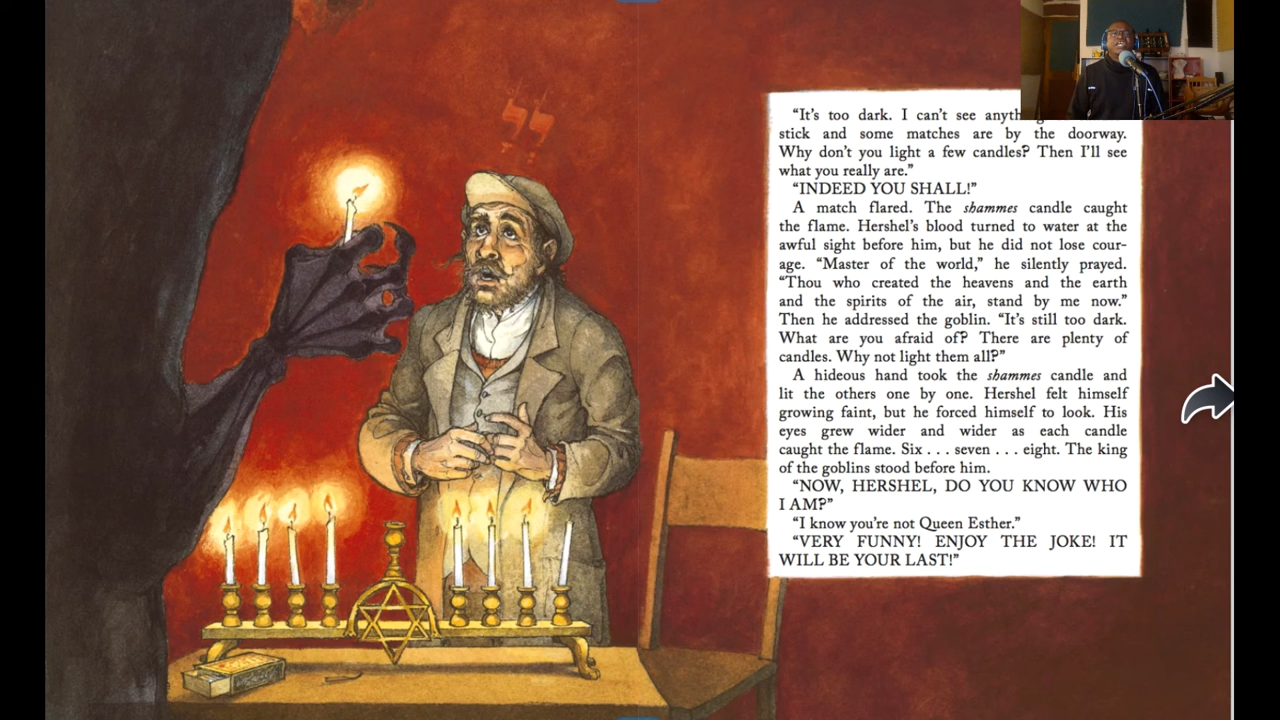 “It’s too dark. I can’t see
stick and some matches are by the doorway.
Why don’t you light a few candles? Then I’ll see
what you really are.”
“INDEED YOU SHALL!”
A match flared. The shammes candle caught
the flame. Hershel’s blood turned to water at the
awful sight before him, but he did not lose cour-
age. “Master of the world,” he silently prayed.
“Thou who created the heavens and the earth
and the spirits of the air, stand by me now.”
Then he addressed the goblin. “It’s still too dark.
What are you afraid of? There are plenty of
candles. Why not light them all?”
A hideous hand took the shammes candle and
lit the others one by one. Hershel felt himself
growing faint, but he forced himself to look. His
eyes grew wider and wider as each candle
caught the flame. Six . . . seven . . . eight. The king
of the goblins stood before him.
“NOW, HERSHEL, DO YOU KNOW WHO
I AM?”
“I know you’re not Queen Esther.”
“VERY FUNNY! ENJOY THE JOKE! IT
WILL BE YOUR LAST!”